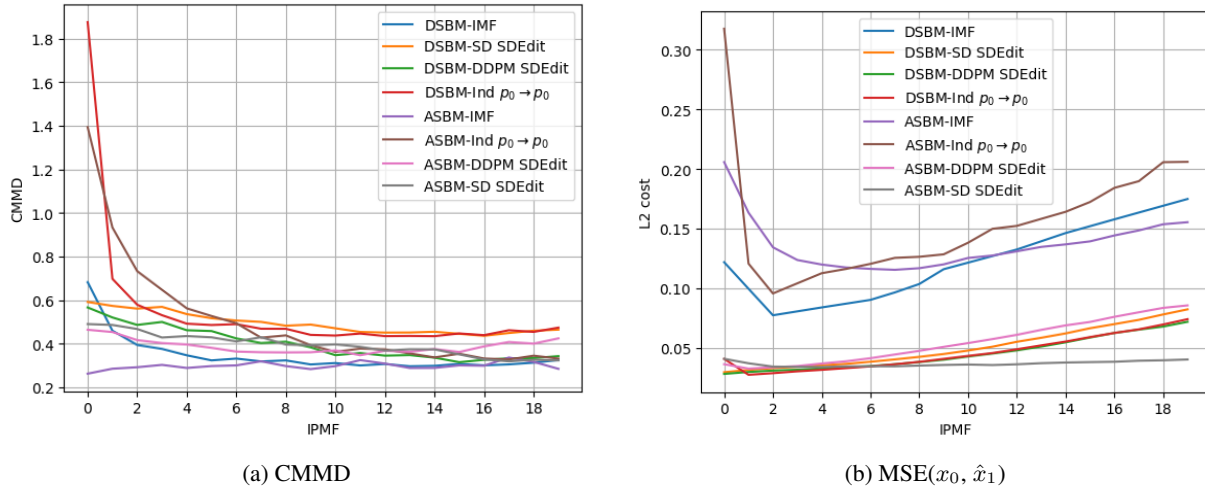 CMMD
1.8
1.6
1.4
1.2
1.0
0.8
0.6
0.4
0.2
0 2 4 6 8 10 12 14 16 18
IPMF
DSBM-IMF
DSBM-SD SDEdit
DSBM-DDPM SDEdit
DSBM-Ind p₀ → p₀
ASBM-IMF
ASBM-Ind p₀ → p₀
ASBM-DDPM SDEdit
ASBM-SD SDEdit
(a) CMMD
L2 cost
0.30
0.25
0.20
0.15
0.10
0.05
0 2 4 6 8 10 12 14 16 18
IPMF
DSBM-IMF
DSBM-SD SDEdit
DSBM-DDPM SDEdit
DSBM-Ind p₀ → p₀
ASBM-IMF
ASBM-Ind p₀ → p₀
ASBM-DDPM SDEdit
ASBM-SD SDEdit
(b) MSE(x₀, x̂₁)